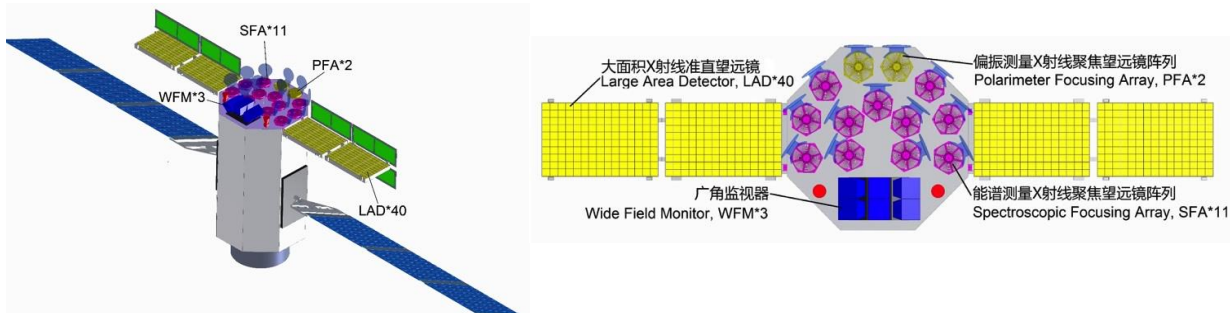 SFA*11
PFA*2
WFM*3
LAD*40
大面积X射线准直望远镜
Large Area Detector, LAD*40
偏振测量X射线聚焦望远镜阵列
Polarimeter Focusing Array, PFA*2
广角监视器
Wide Field Monitor, WFM*3
能谱测量X射线聚焦望远镜阵列
Spectroscopic Focusing Array, SFA*11